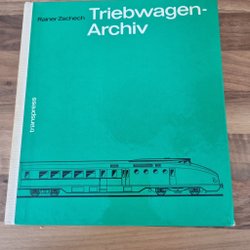 Rainer Zschech
Triebwagen-
Archiv
transpress